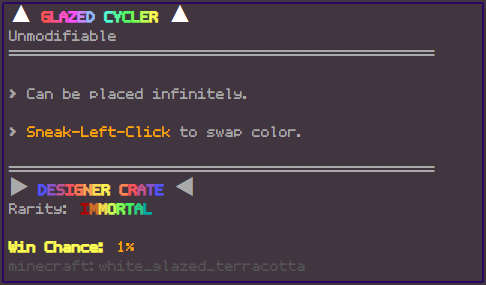 ▲ GLAZED CYCLER ▲
Unmodifiable
> Can be placed infinitely.
> Sneak-Left-Click to swap color.
▶ DESIGNER CRATE ◀
Rarity: IMMORTAL
Win Chance: 1%
minecraft:white_glazed_terracotta